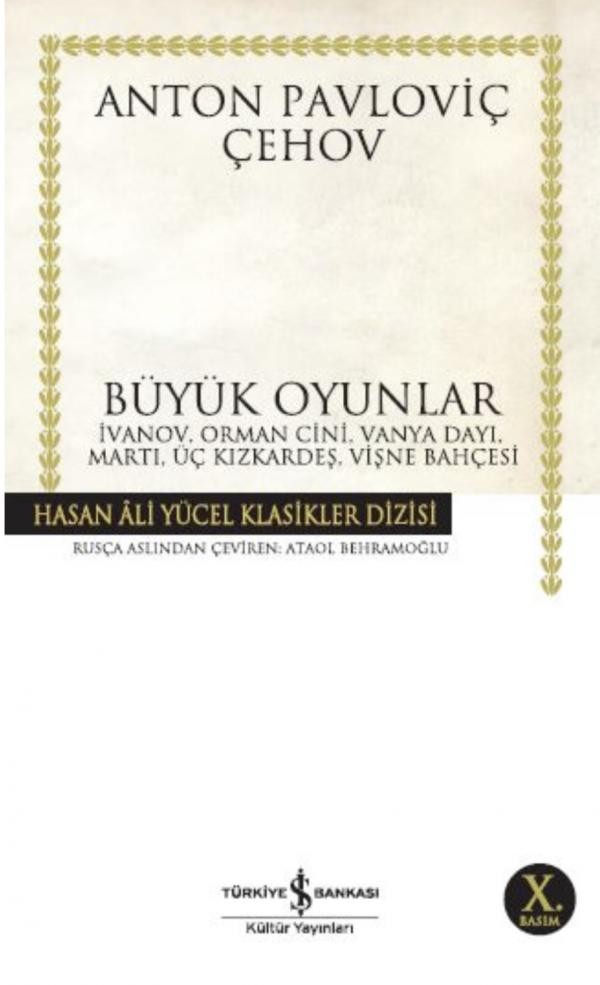 ANTON PAVLOVİÇ
ÇEHOV
BÜYÜK OYUNLAR
İVANOV, ORMAN CİNİ, VANYA DAYI,
MARTI, ÜÇ KIZKARDEŞ, VİŞNE BAHÇESİ
HASAN ÂLİ YÜCEL KLASİKLER DİZİSİ
RUSÇA ASLINDAN ÇEVİREN: ATAOL BEHRAMOĞLU
TÜRKİYE İŞ BANKASI
Kültür Yayınları
X.
BASIM